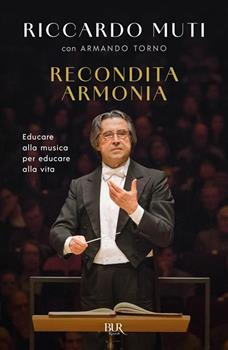 RICCARDO MUTI
con ARMANDO TORNO
RECONDITA
ARMONIA
Educare
alla musica
per educare
alla vita
BUR